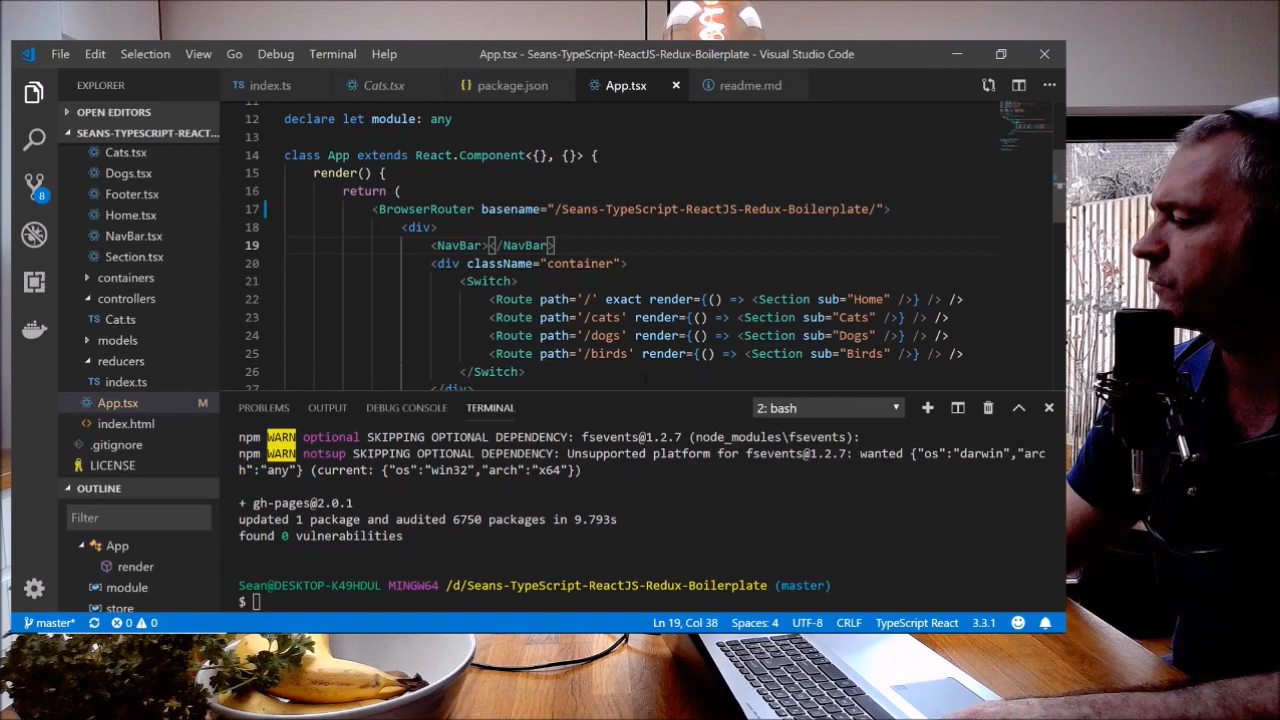 File Edit Selection View Go Debug Terminal Help
App.tsx - Seans-TypeScript-ReactJS-Redux-Boilerplate - Visual Studio Code
EXPLORER
index.ts
Cats.tsx
package.json
App.tsx
readme.md
OPEN EDITORS
SEANS-TYPESCRIPT-REACT...
Cats.tsx
Dogs.tsx
Footer.tsx
Home.tsx
NavBar.tsx
Section.tsx
containers
controllers
Cat.ts
models
reducers
index.ts
App.tsx M
index.html
.gitignore
LICENSE
OUTLINE
Filter
App
render
module
store
8
12 declare let module: any
13
14 class App extends React.Component<{}, {}> {
15 render() {
16 return (
17 <BrowserRouter basename="/Seans-TypeScript-ReactJS-Redux-Boilerplate/">
18 <div>
19 <NavBar></NavBar>
20 <div className="container">
21 <Switch>
22 <Route path='/' exact render={() => <Section sub="Home" />} /> />
23 <Route path='/cats' render={() => <Section sub="Cats" />} /> />
24 <Route path='/dogs' render={() => <Section sub="Dogs" />} /> />
25 <Route path='/birds' render={() => <Section sub="Birds" />} /> />
26 </Switch>
27 </div>
PROBLEMS OUTPUT DEBUG CONSOLE TERMINAL
2: bash
npm WARN optional SKIPPING OPTIONAL DEPENDENCY: fsevents@1.2.7 (node_modules\fsevents):
npm WARN notsup SKIPPING OPTIONAL DEPENDENCY: Unsupported platform for fsevents@1.2.7: wanted {"os":"darwin","arc
h":"any"} (current: {"os":"win32","arch":"x64"})
+ gh-pages@2.0.1
updated 1 package and audited 6750 packages in 9.793s
found 0 vulnerabilities
Sean@DESKTOP-K49HDUL MINGW64 /d/Seans-TypeScript-ReactJS-Redux-Boilerplate (master)
$
master* 0 0
Ln 19, Col 38 Spaces: 4 UTF-8 CRLF TypeScript React 3.3.1